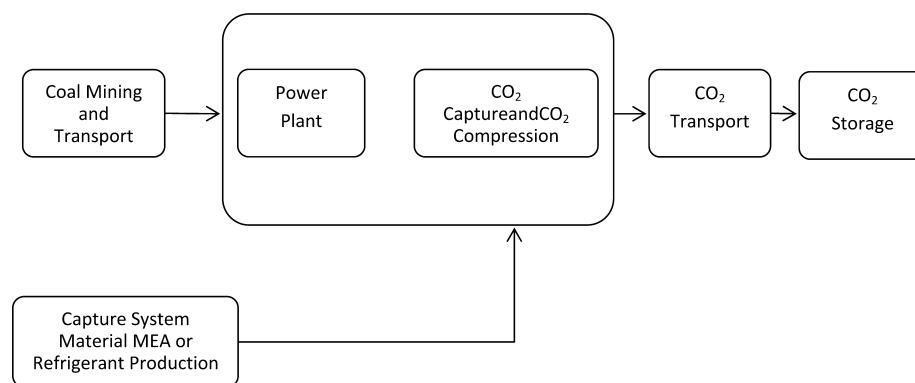 Coal Mining
and
Transport
Power
Plant
CO₂
CaptureandCO₂
Compression
CO₂
Transport
CO₂
Storage
Capture System
Material MEA or
Refrigerant Production